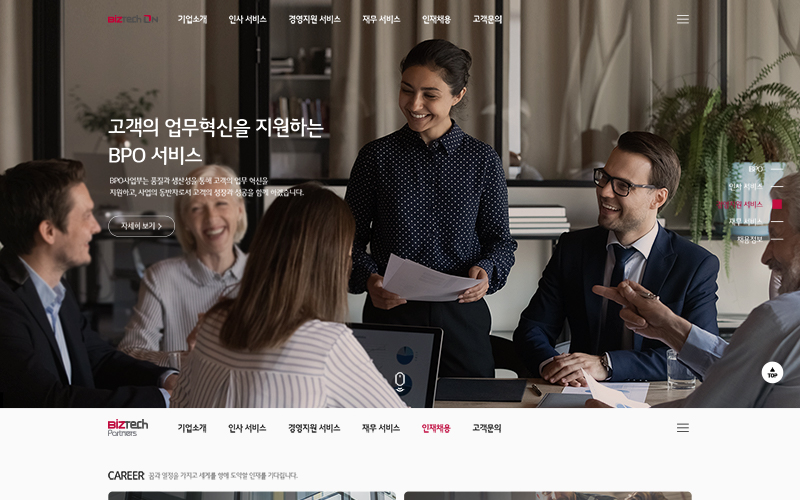 BIZTECH ON
기업소개 인사 서비스 경영지원 서비스 재무 서비스 인재채용 고객문의
고객의 업무혁신을 지원하는
BPO 서비스
BPO사업부는 품질과 생산성을 통해 고객의 업무 혁신을
지원하고, 사업의 동반자로서 고객의 성장과 성공을 함께 하겠습니다.
자세히 보기
BPO
인사 서비스
서비스
재무 서비스
채용정보
TOP
BIZTECH
Partners
기업소개 인사 서비스 경영지원 서비스 재무 서비스 인재채용 고객문의
CAREER 꿈과 열정을 가지고 세계를 향해 도약할 인재를 기다립니다.